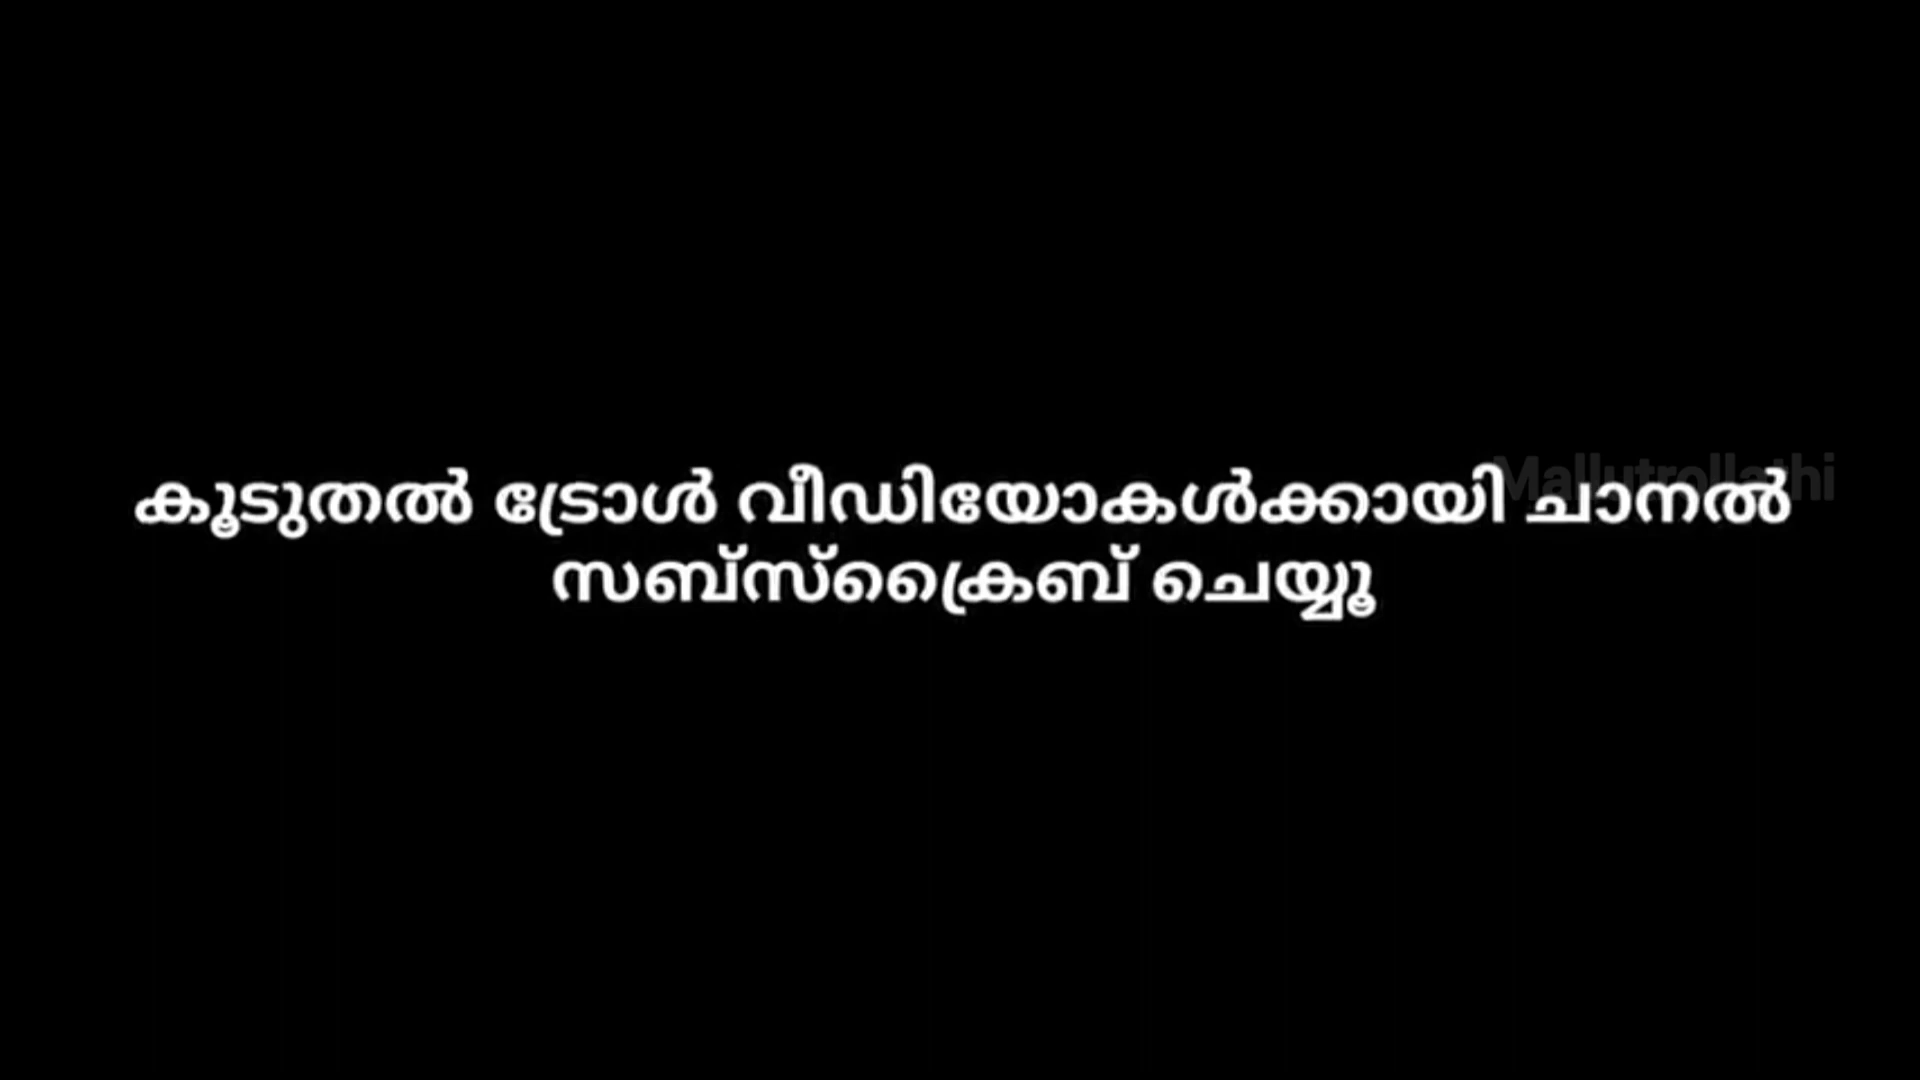 Mallutrollathi
കൂടുതൽ ട്രോൾ വീഡിയോകൾക്കായി ചാനൽ
സബ്സ്ക്രൈബ് ചെയ്യൂ